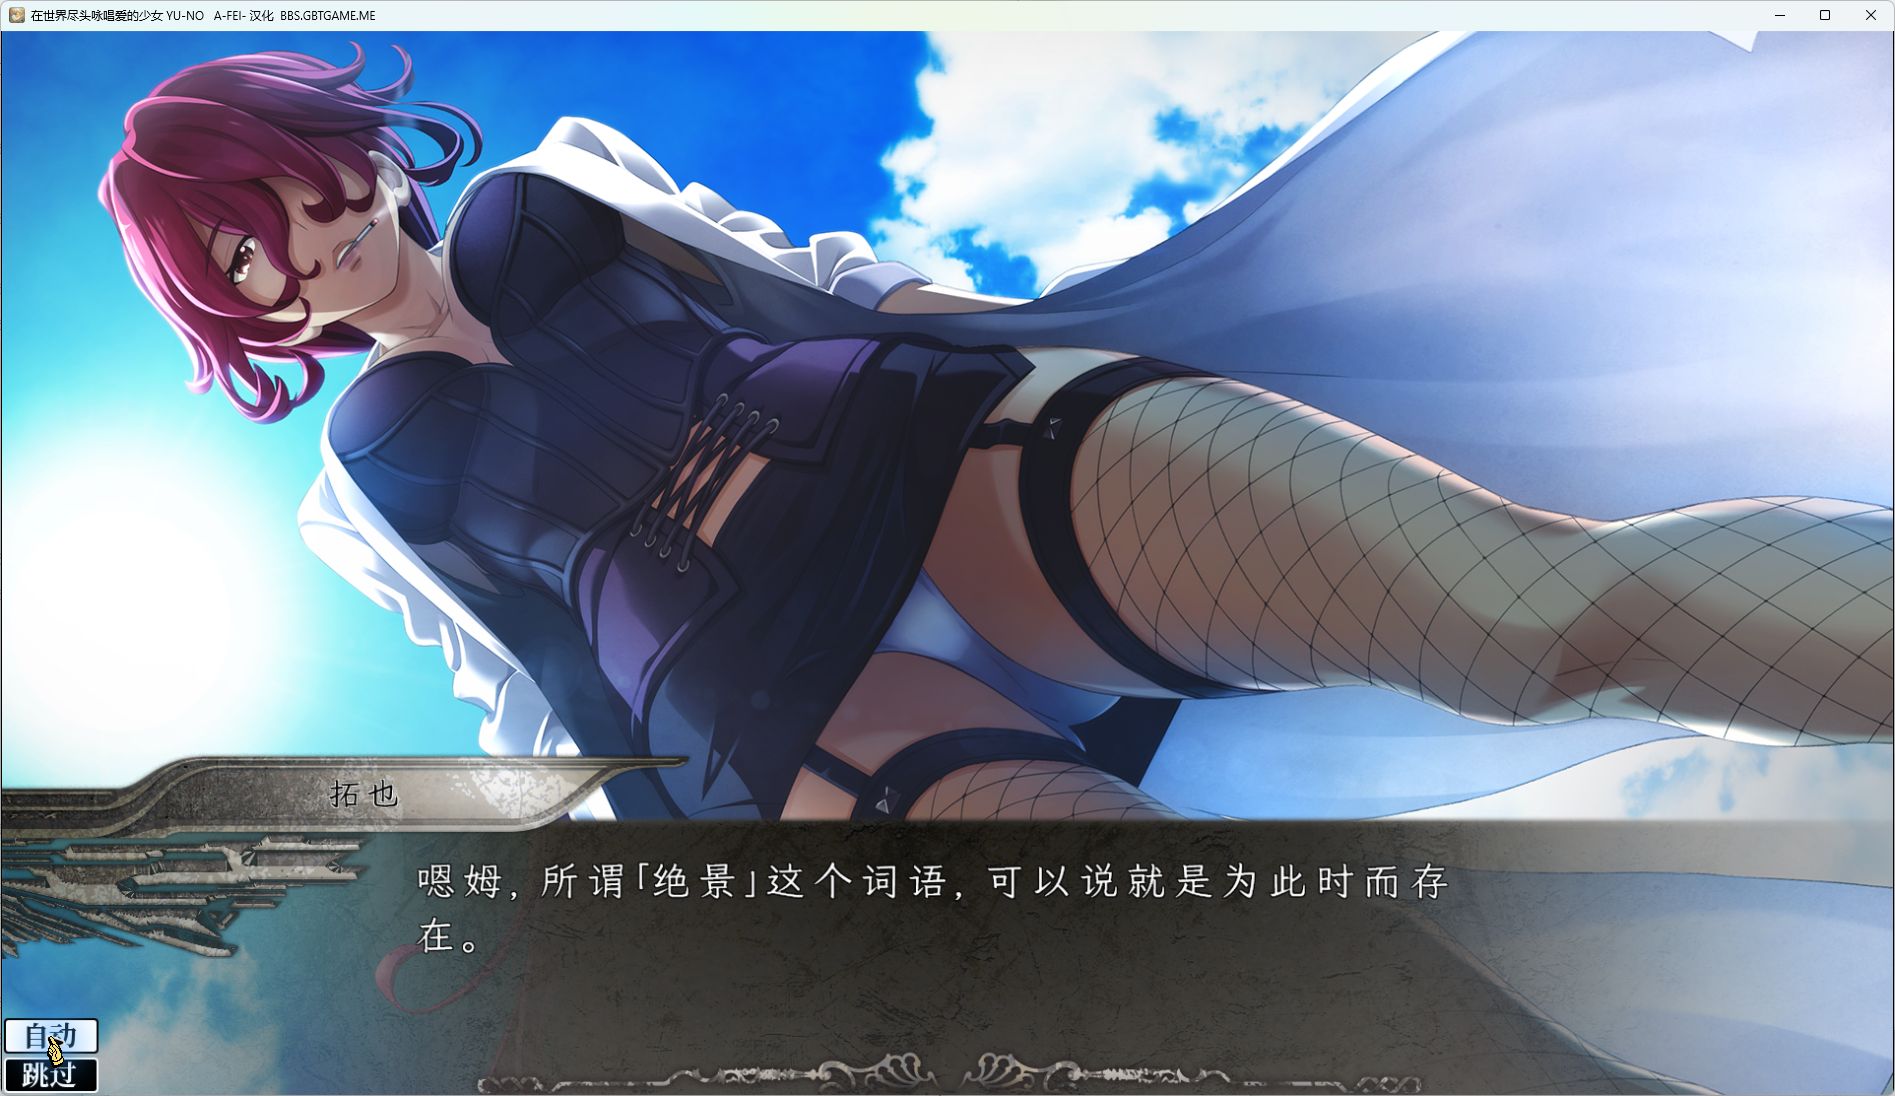 在世界尽头咏唱爱的少女 YU-NO A-FEI- 汉化 BBS.GBTGAME.ME
拓也
嗯姆，所谓「绝景」这个词语，可以说就是为此时而存
在。
自动
跳过